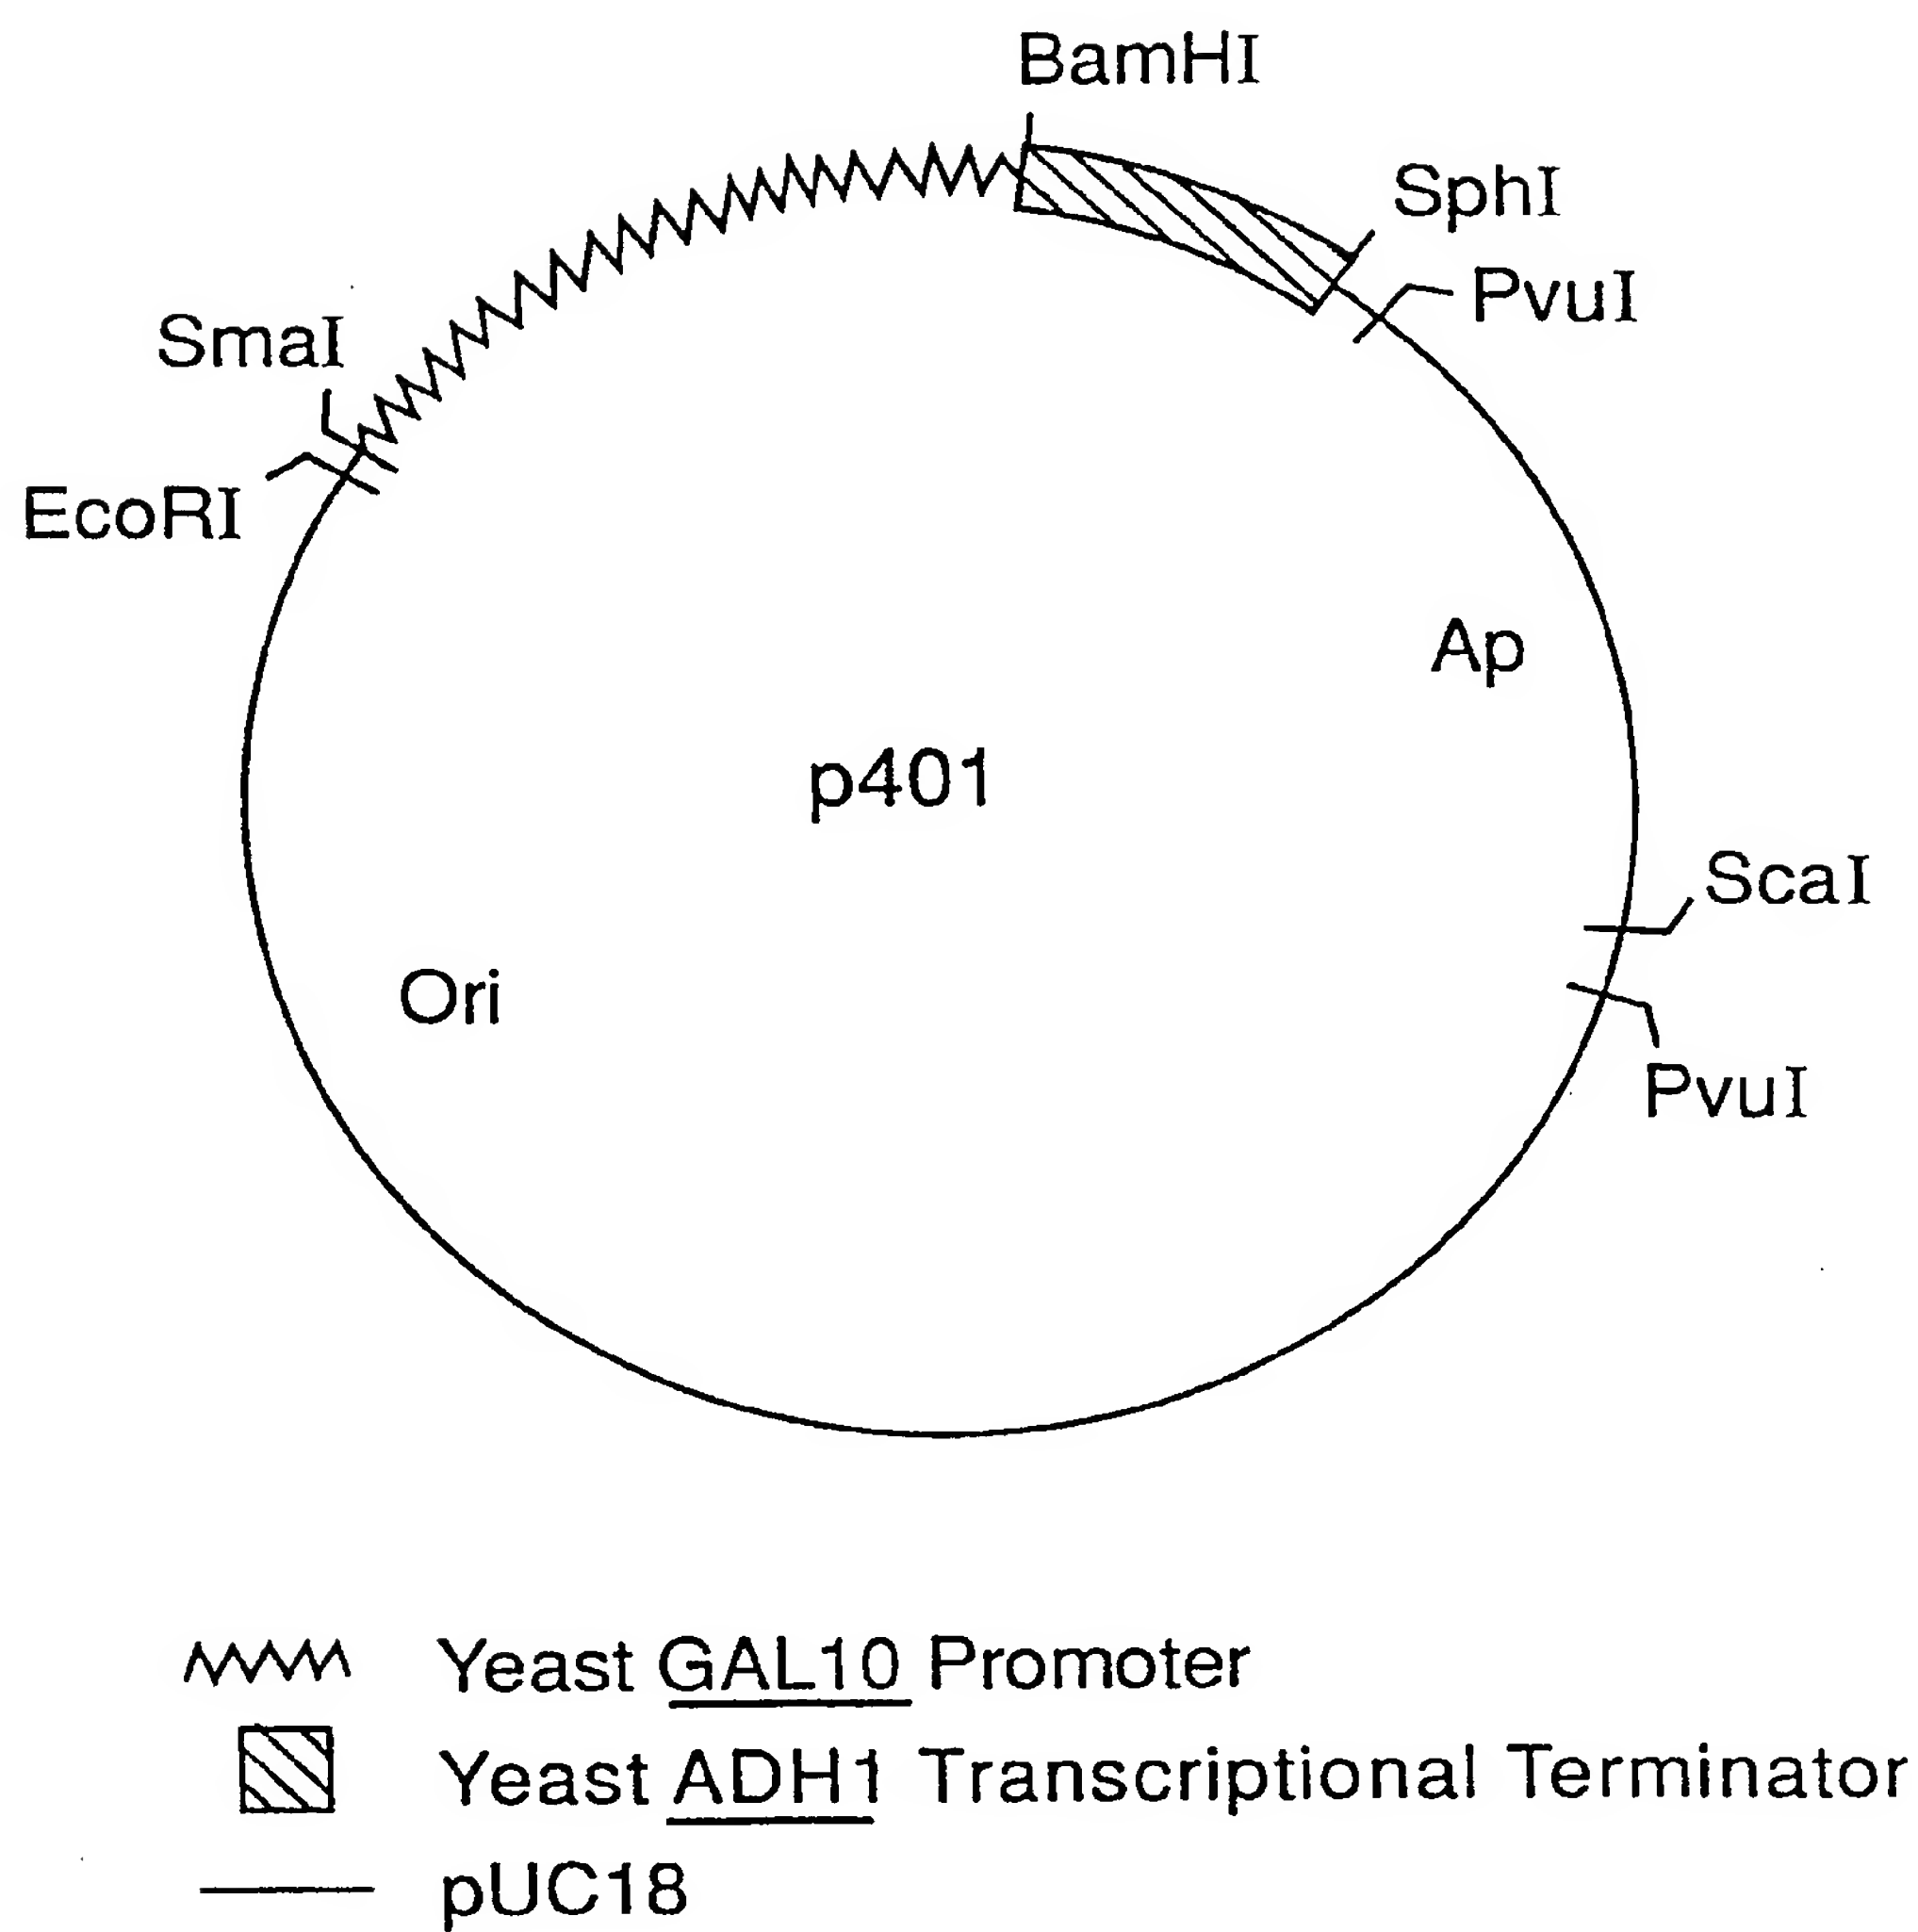 BamHI
SphI
PvuI
SmaI
EcoRI
Ap
p401
ScaI
Ori
PvuI
Yeast GAL10 Promoter
Yeast ADH1 Transcriptional Terminator
pUC18